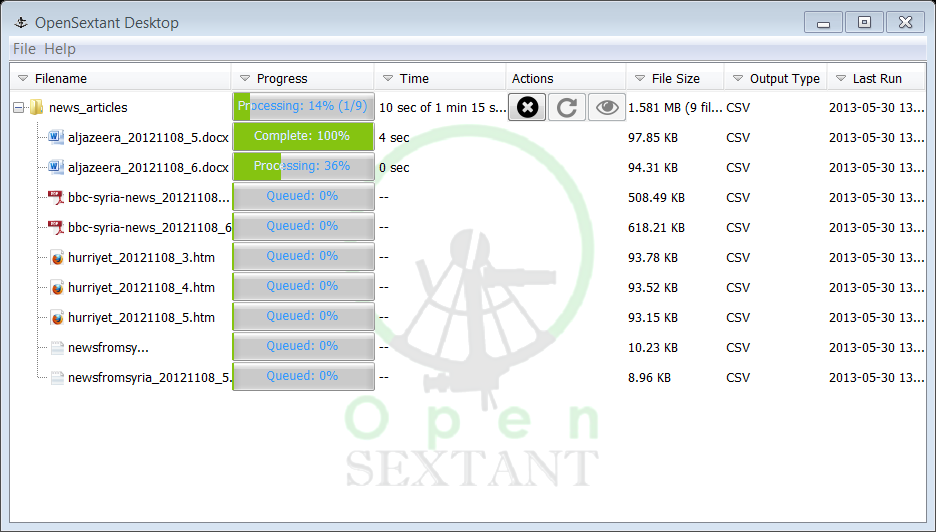 OpenSextant Desktop
File Help
Filename Progress Time Actions File Size Output Type Last Run
news_articles Processing: 14% (1/9) 10 sec of 1 min 15 s... 1.581 MB (9 fil... CSV 2013-05-30 13...
aljazeera_20121108_5.docx Complete: 100% 4 sec 97.85 KB CSV 2013-05-30 13...
aljazeera_20121108_6.docx Processing: 36% 0 sec 94.31 KB CSV 2013-05-30 13...
bbc-syria-news_20121108... Queued: 0% -- 508.49 KB CSV 2013-05-30 13...
bbc-syria-news_20121108_6 Queued: 0% -- 618.21 KB CSV 2013-05-30 13...
hurriyet_20121108_3.htm Queued: 0% -- 93.78 KB CSV 2013-05-30 13...
hurriyet_20121108_4.htm Queued: 0% -- 93.52 KB CSV 2013-05-30 13...
hurriyet_20121108_5.htm Queued: 0% -- 93.15 KB CSV 2013-05-30 13...
newsfromsy... Queued: 0% -- 10.23 KB CSV 2013-05-30 13...
newsfromsyria_20121108_5. Queued: 0% -- 8.96 KB CSV 2013-05-30 13...
Open
SEXTANT